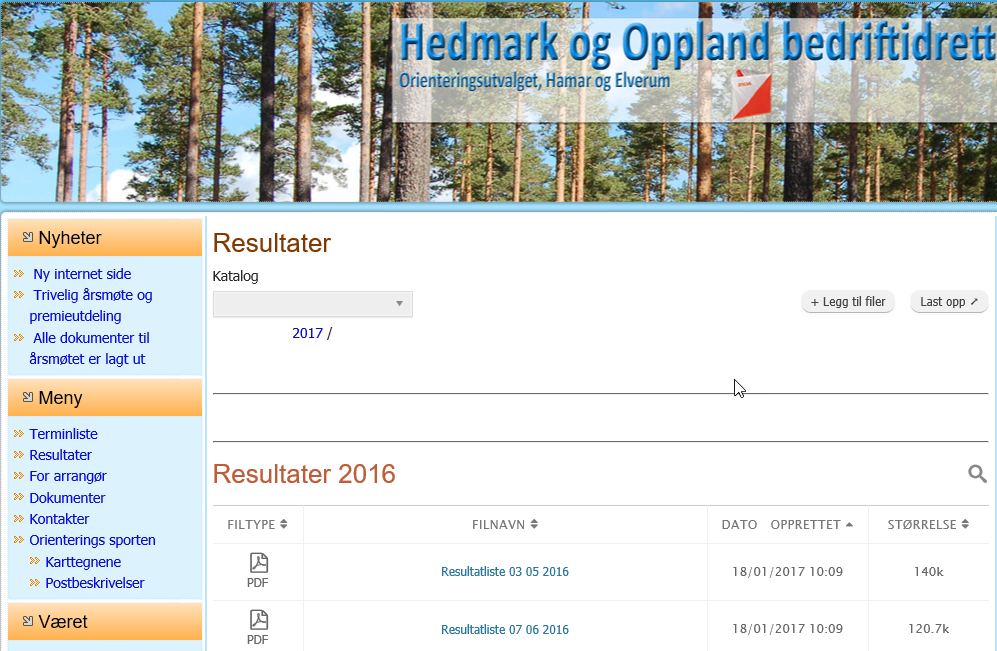 Hedmark og Oppland bedriftidrett
Orienteringsutvalget, Hamar og Elverum
Nyheter
Ny internet side
Trivelig årsmøte og
premieutdeling
Alle dokumenter til
årsmøtet er lagt ut
Meny
Terminliste
Resultater
For arrangør
Dokumenter
Kontakter
Orienterings sporten
Karttegnene
Postbeskrivelser
Været
Resultater
Katalog
+ Legg til filer
Last opp
2017 /
Resultater 2016
FILTYPE FILNAVN DATO OPPRETTET STØRRELSE
PDF Resultatliste 03 05 2016 18/01/2017 10:09 140k
PDF Resultatliste 07 06 2016 18/01/2017 10:09 120.7k